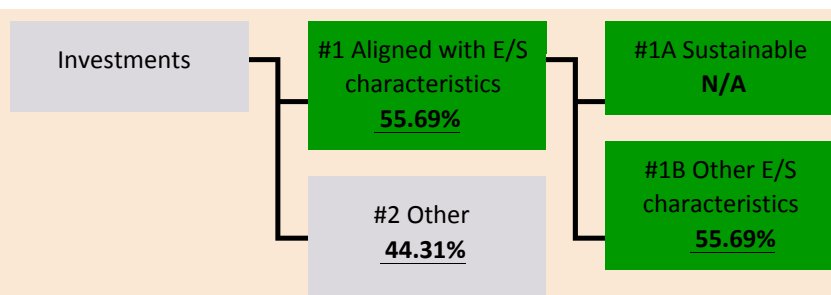 Investments
#1 Aligned with E/S
characteristics
55.69%
#2 Other
44.31%
#1A Sustainable
N/A
#1B Other E/S
characteristics
55.69%